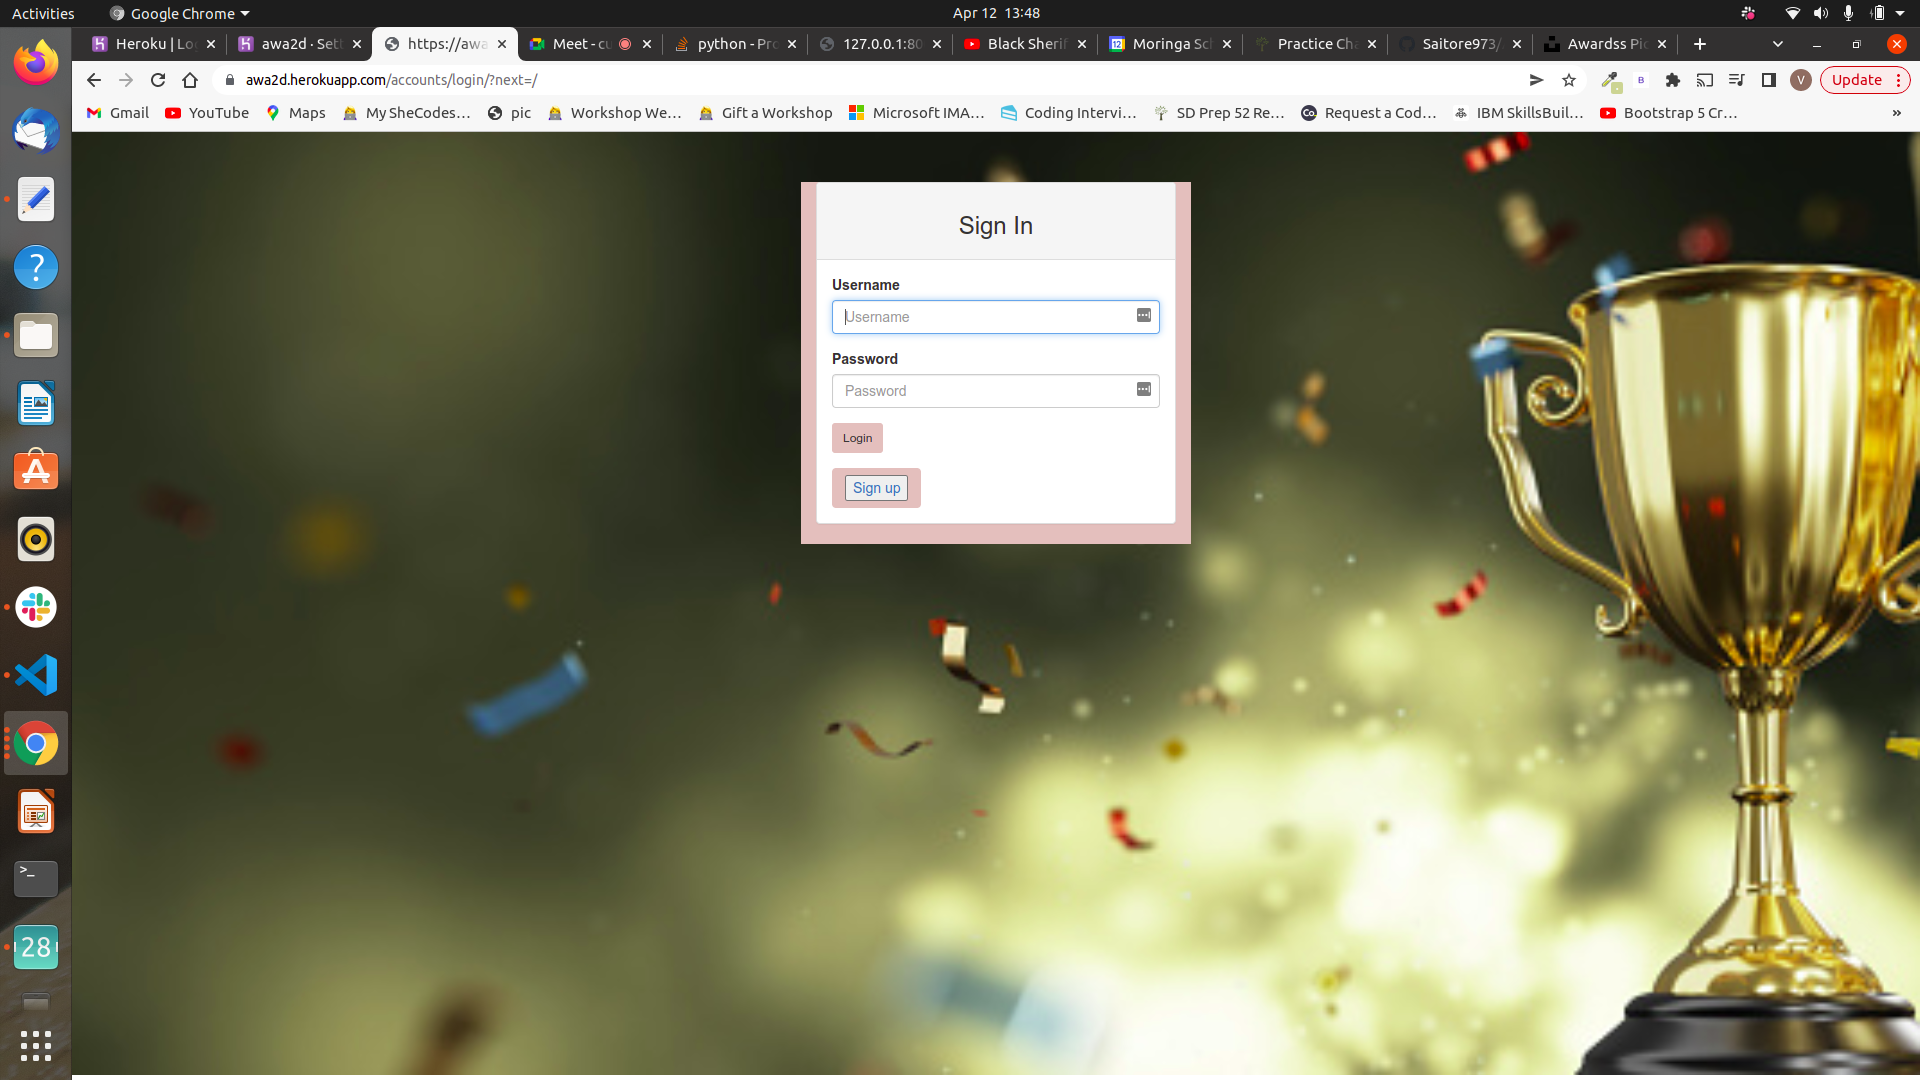 Activities Google Chrome Apr 12 13:48
Heroku | Lo awa2d · Sett https://awa Meet - cu python - Pro 127.0.0.1:80 Black Sherif Moringa Sc Practice Cha Saitore973/ Awardss Pic
awa2d.herokuapp.com/accounts/login/?next=/ V Update
Gmail YouTube Maps My SheCodes... pic Workshop We... Gift a Workshop Microsoft IMA... Coding Intervi... SD Prep 52 Re... Co. Request a Cod... IBM SkillsBuil... Bootstrap 5 Cr... »
Sign In
Username
Username
Password
Password
Login
Sign up
28